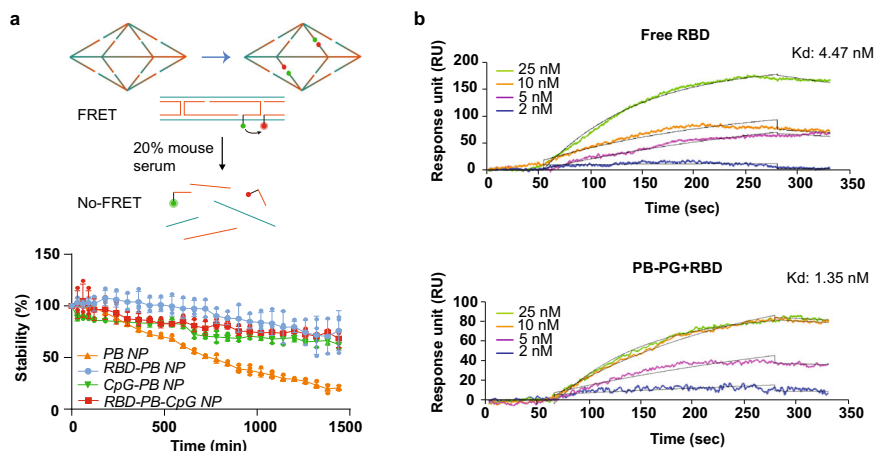 a
FRET
20% mouse
serum
No-FRET
150
100
50
0
Stability (%)
PB NP
RBD-PB NP
CpG-PB NP
RBD-PB-CpG NP
0
500
1000
1500
Time (min)
b
Free RBD
Kd: 4.47 nM
25 nM
10 nM
5 nM
2 nM
200
150
100
50
0
Response unit (RU)
0
50
100
150
200
250
300
350
Time (sec)
PB-PG+RBD
Kd: 1.35 nM
25 nM
10 nM
5 nM
2 nM
100
80
60
40
20
0
Response unit (RU)
0
50
100
150
200
250
300
350
Time (sec)